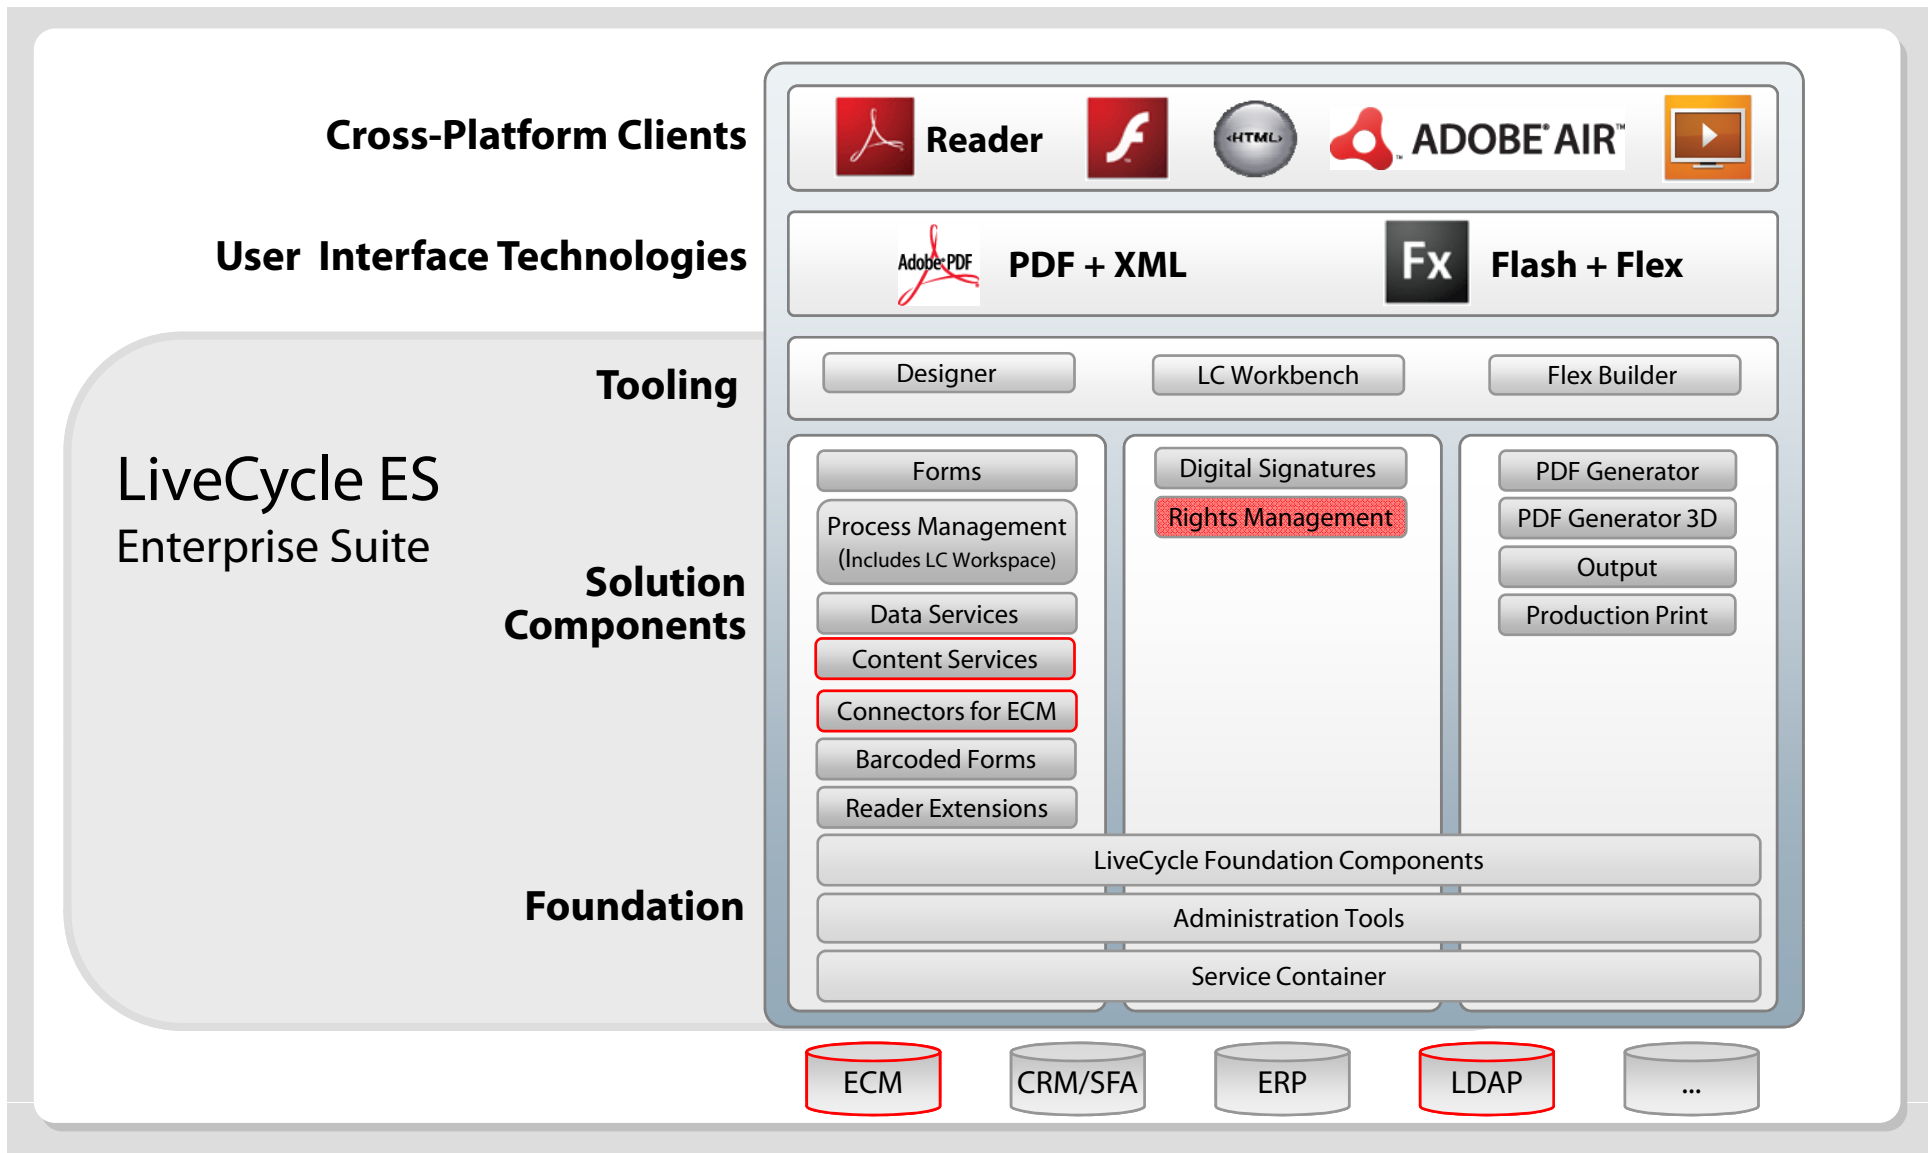 Cross-Platform Clients
Reader
<HTML>
ADOBE® AIR™
User Interface Technologies
Adobe® PDF
PDF + XML
Fx
Flash + Flex
Tooling
Designer
LC Workbench
Flex Builder
LiveCycle ES
Enterprise Suite
Solution
Components
Forms
Process Management
(Includes LC Workspace)
Data Services
Content Services
Connectors for ECM
Barcoded Forms
Reader Extensions
Digital Signatures
Rights Management
PDF Generator
PDF Generator 3D
Output
Production Print
Foundation
LiveCycle Foundation Components
Administration Tools
Service Container
ECM
CRM/SFA
ERP
LDAP
...